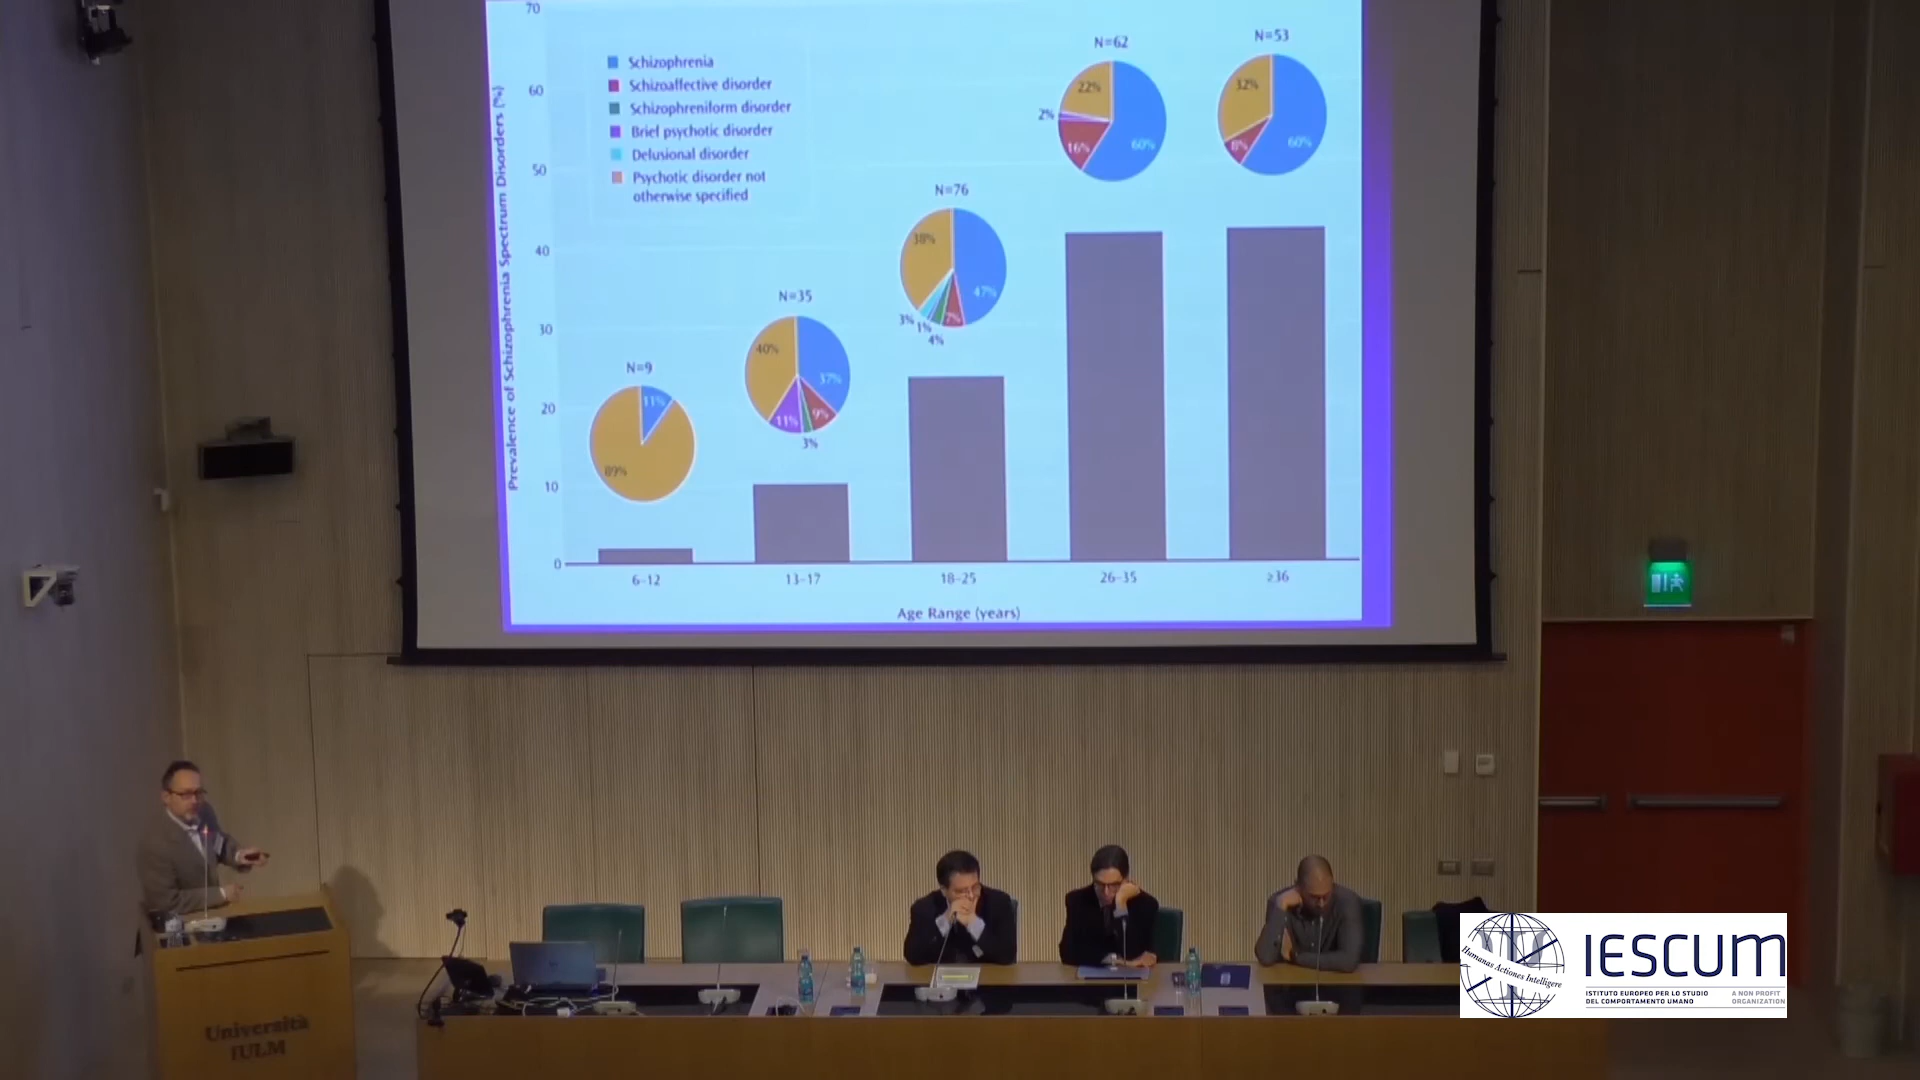 70
60
50
40
30
20
10
0
Prevalence of Schizophrenia Spectrum Disorders (%)
Schizophrenia
Schizoaffective disorder
Schizophreniform disorder
Brief psychotic disorder
Delusional disorder
Psychotic disorder not
otherwise specified
N=9
11%
89%
N=35
40%
37%
9%
3%
11%
N=76
38%
47%
7%
4%
1%
3%
N=62
22%
2%
16%
60%
N=53
32%
8%
60%
6-12
13-17
18-25
26-35
≥36
Age Range (years)
Università
IULM
Humanas Actiones Intelligere
IESCUM
ISTITUTO EUROPEO PER LO STUDIO
DEL COMPORTAMENTO UMANO
A NON PROFIT
ORGANIZATION